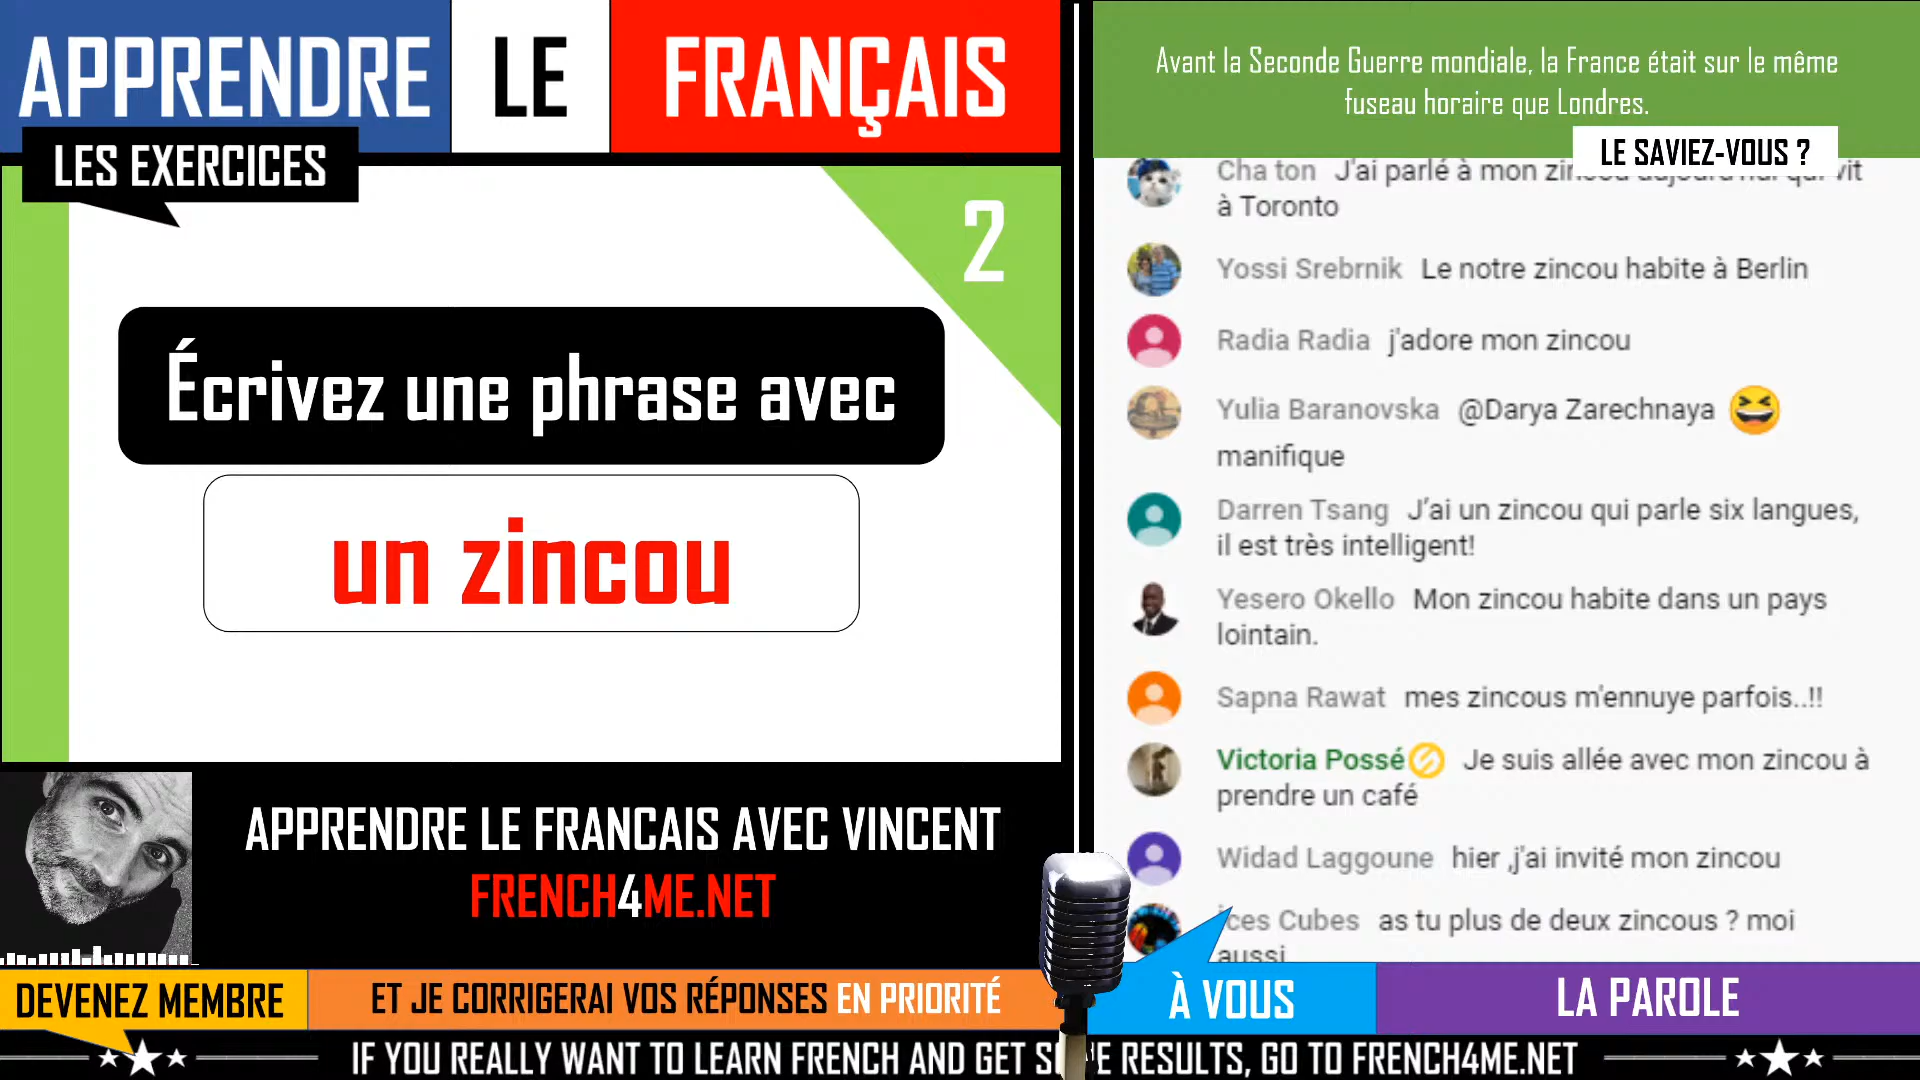 APPRENDRE LE FRANÇAIS
LES EXERCICES
2
Écrivez une phrase avec
un zincou
APPRENDRE LE FRANCAIS AVEC VINCENT
FRENCH4ME.NET
DEVENEZ MEMBRE
ET JE CORRIGERAI VOS RÉPONSES EN PRIORITÉ
Avant la Seconde Guerre mondiale, la France était sur le même
fuseau horaire que Londres.
LE SAVIEZ-VOUS ?
Cha ton J'ai parlé à mon
à Toronto
Yossi Srebrnik Le notre zincou habite à Berlin
Radia Radia j'adore mon zincou
Yulia Baranovska @Darya Zarechnaya
manifique
Darren Tsang J'ai un zincou qui parle six langues,
il est très intelligent!
Yesero Okello Mon zincou habite dans un pays
lointain.
Sapna Rawat mes zincous m'ennuye parfois..!!
Victoria Possé Je suis allée avec mon zincou à
prendre un café
Widad Laggoune hier ,j'ai invité mon zincou
Cubes as tu plus de deux zincous ? moi
aussi
À VOUS LA PAROLE
IF YOU REALLY WANT TO LEARN FRENCH AND GET RESULTS, GO TO FRENCH4ME.NET